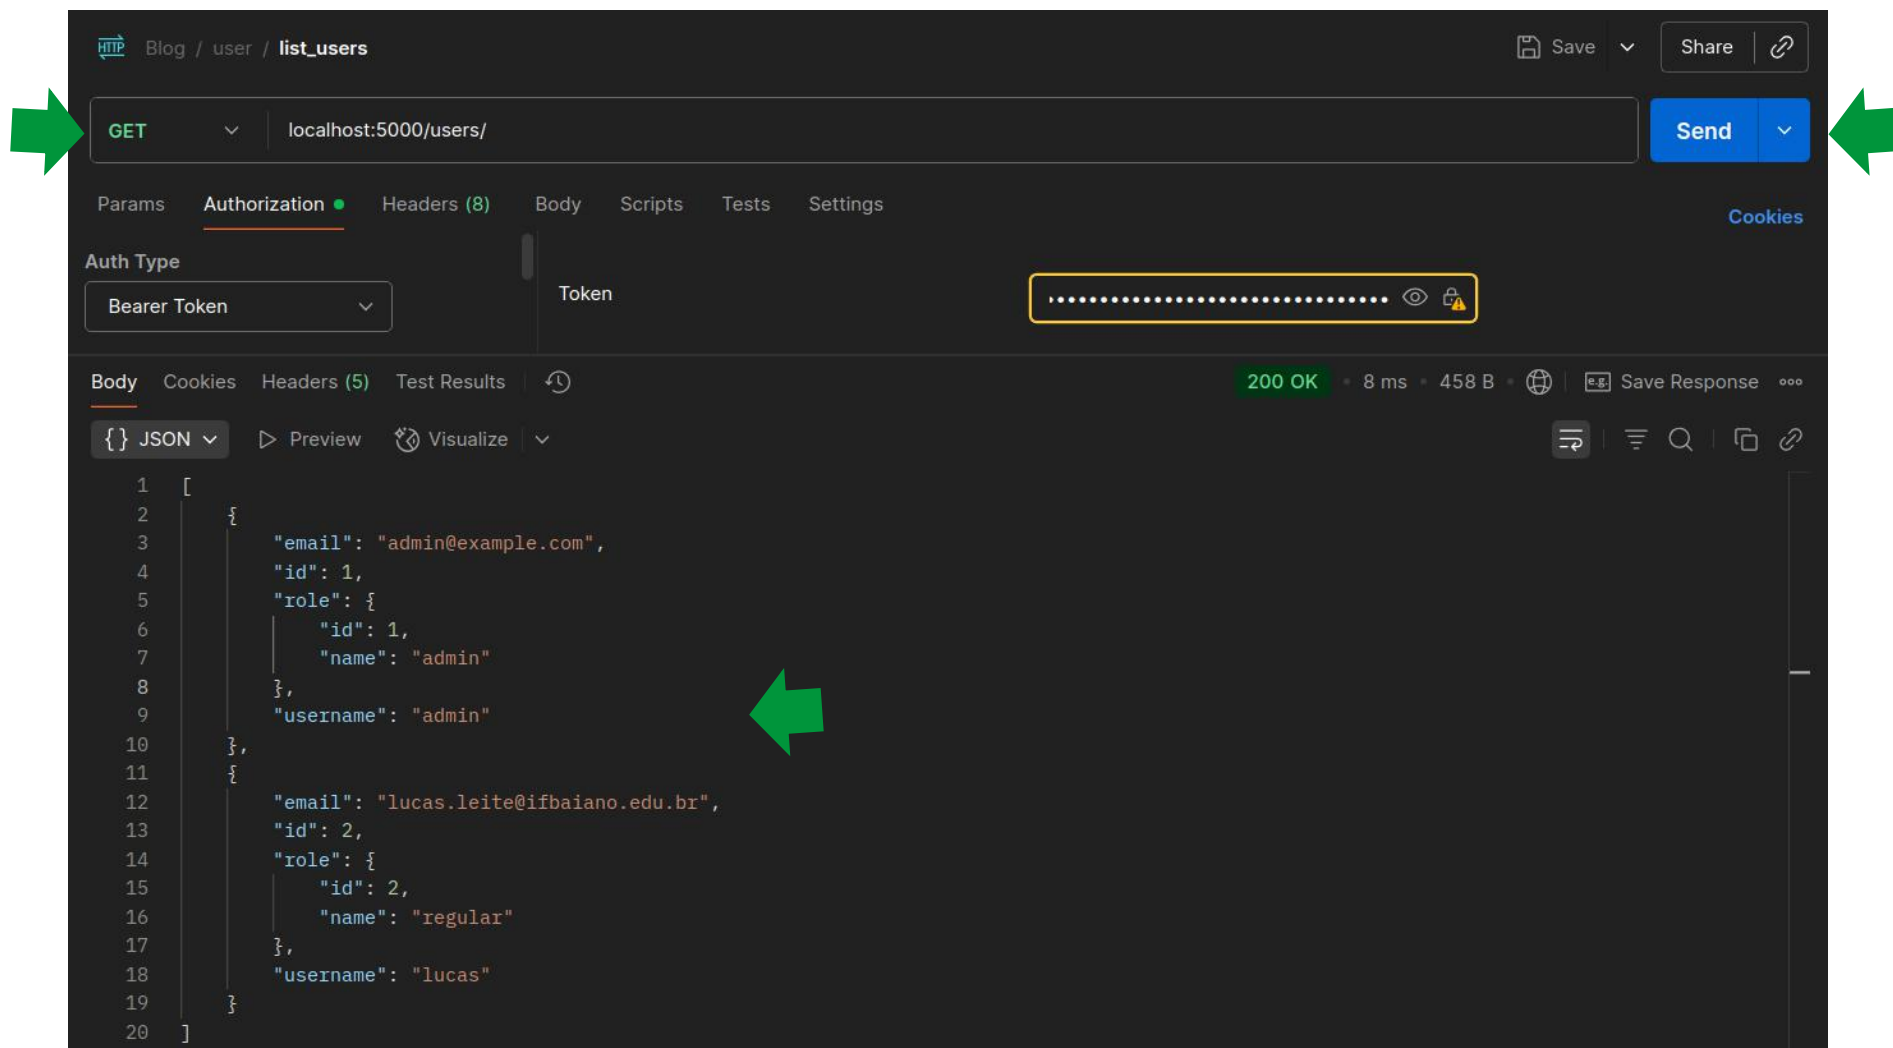 HTTP Blog / user / list_users Save Share
GET localhost:5000/users/ Send
Params Authorization Headers (8) Body Scripts Tests Settings Cookies
Auth Type
Bearer Token
Token
Body Cookies Headers (5) Test Results 200 OK 8 ms 458 B e.g. Save Response
{} JSON Preview Visualize
1 [
2 {
3 "email": "admin@example.com",
4 "id": 1,
5 "role": {
6 "id": 1,
7 "name": "admin"
8 },
9 "username": "admin"
10 },
11 {
12 "email": "lucas.leite@ifbaiano.edu.br",
13 "id": 2,
14 "role": {
15 "id": 2,
16 "name": "regular"
17 },
18 "username": "lucas"
19 }
20 ]